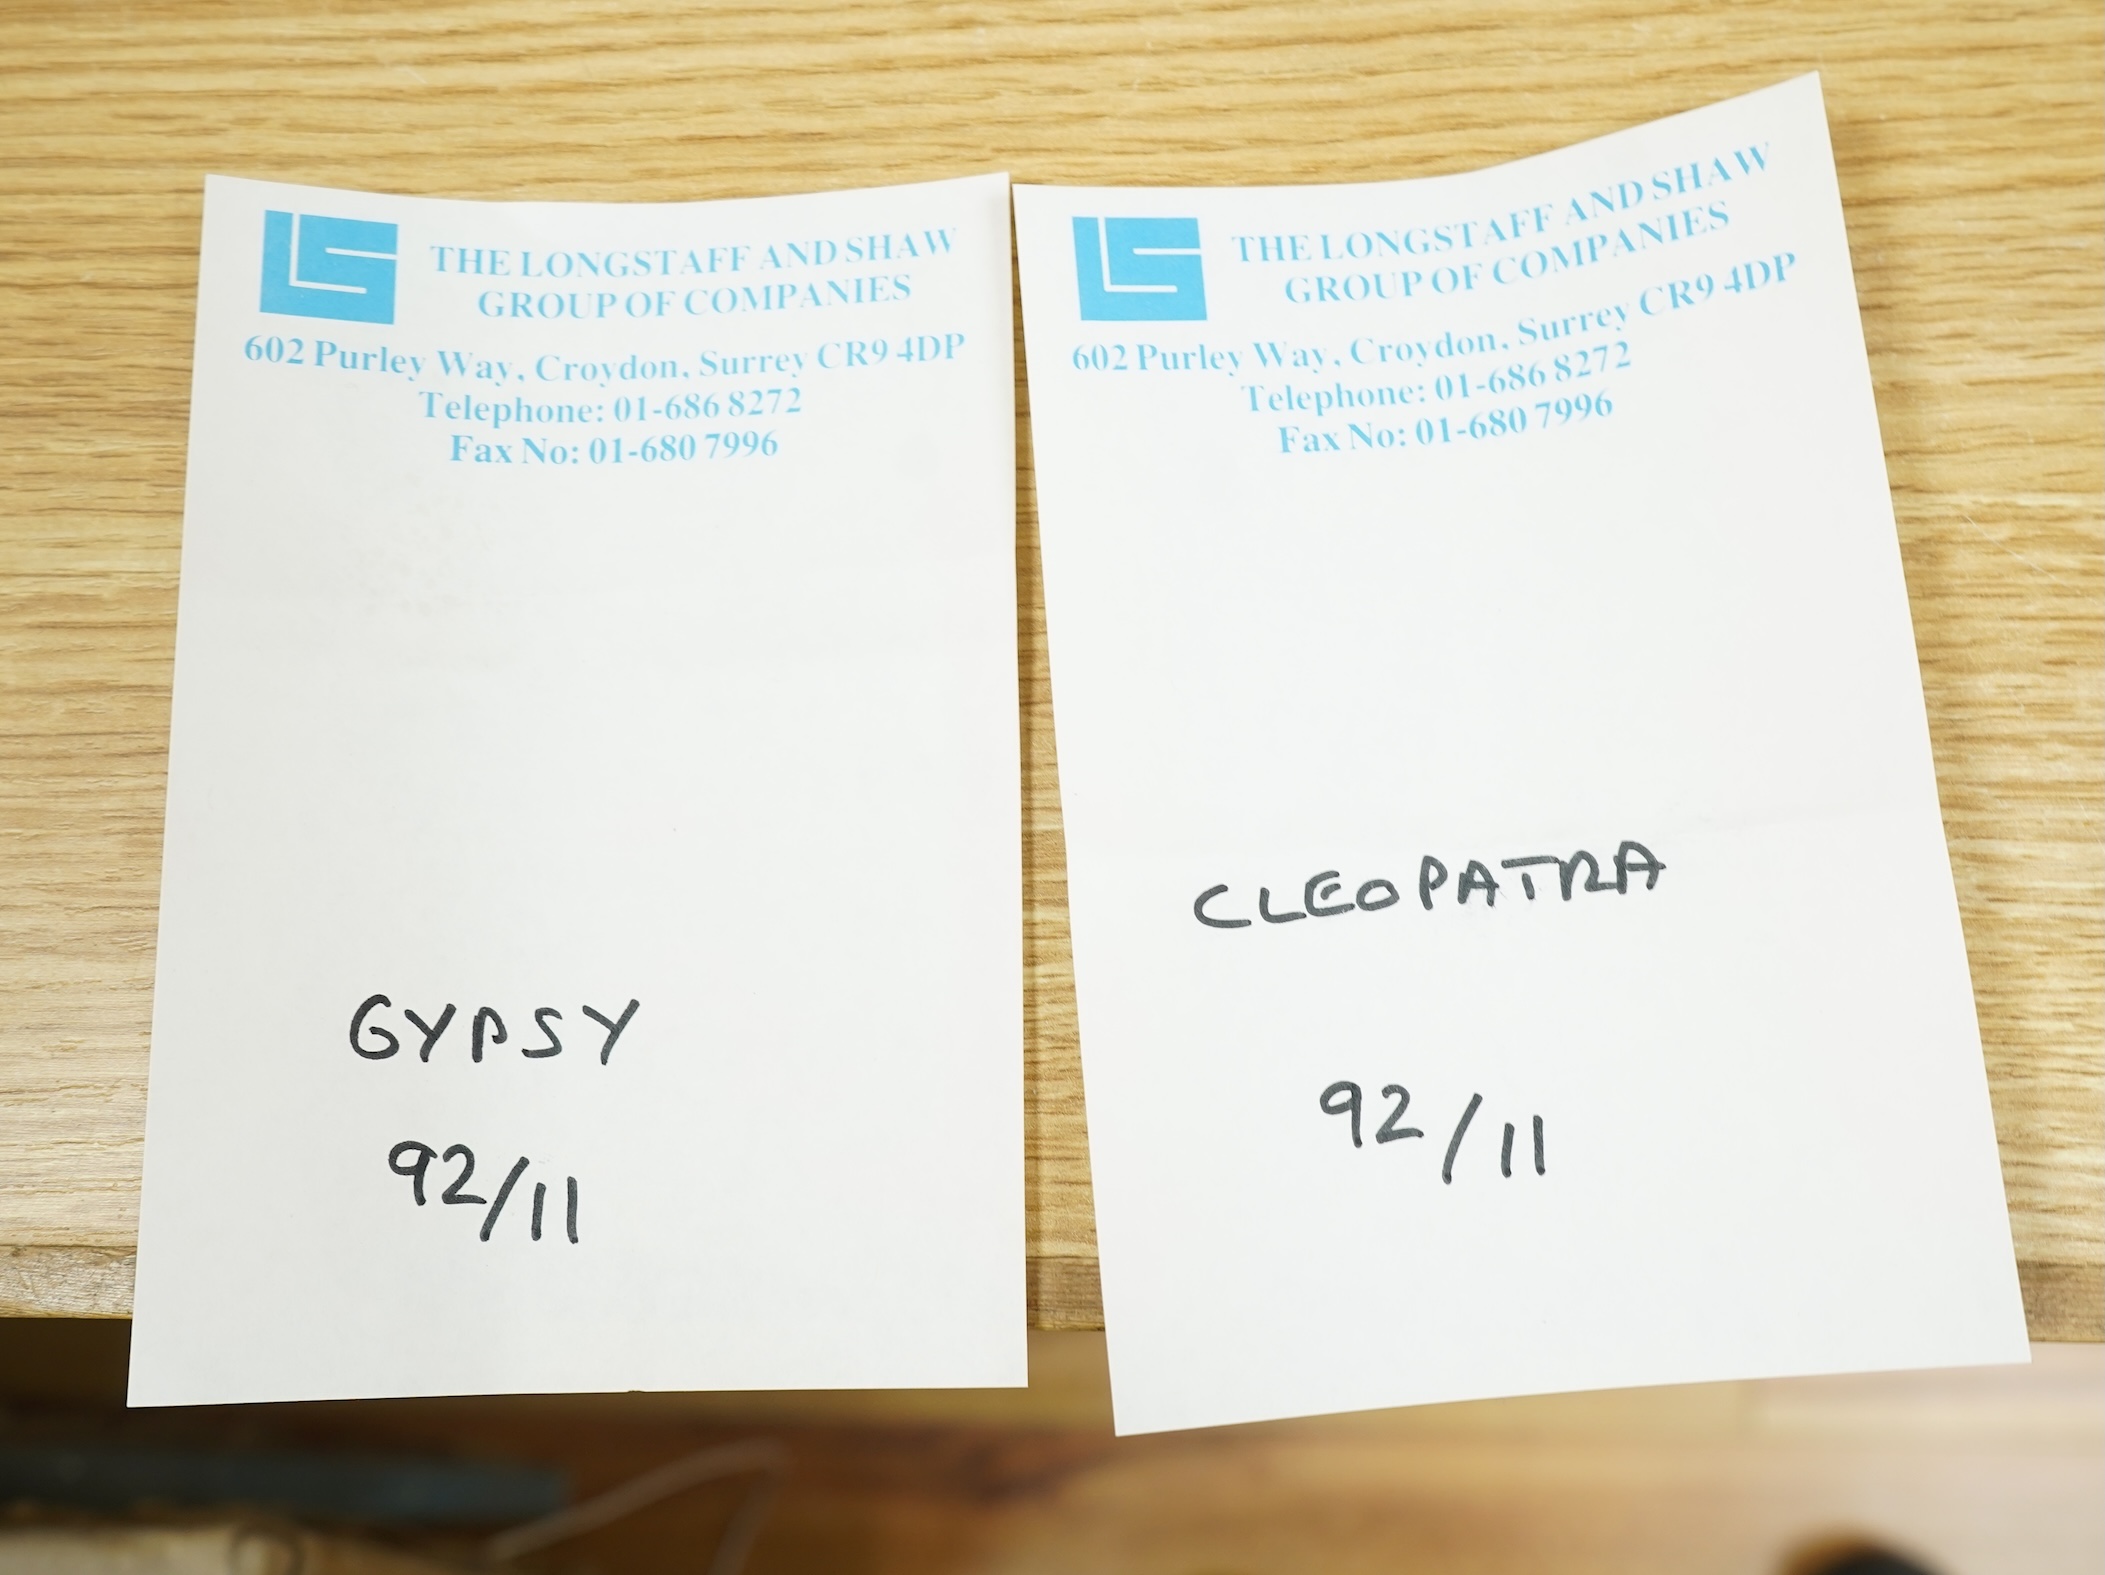 LS
THE LONGSTAFF AND SHAW
GROUP OF COMPANIES
602 Purley Way, Croydon, Surrey CR9 4DP
Telephone: 01-686 8272
Fax No: 01-680 7996
GYPSY
92/11
LS
THE LONGSTAFF AND SHAW
GROUP OF COMPANIES
602 Purley Way, Croydon, Surrey CR9 4DP
Telephone: 01-686 8272
Fax No: 01-680 7996
CLEOPATRA
92/11